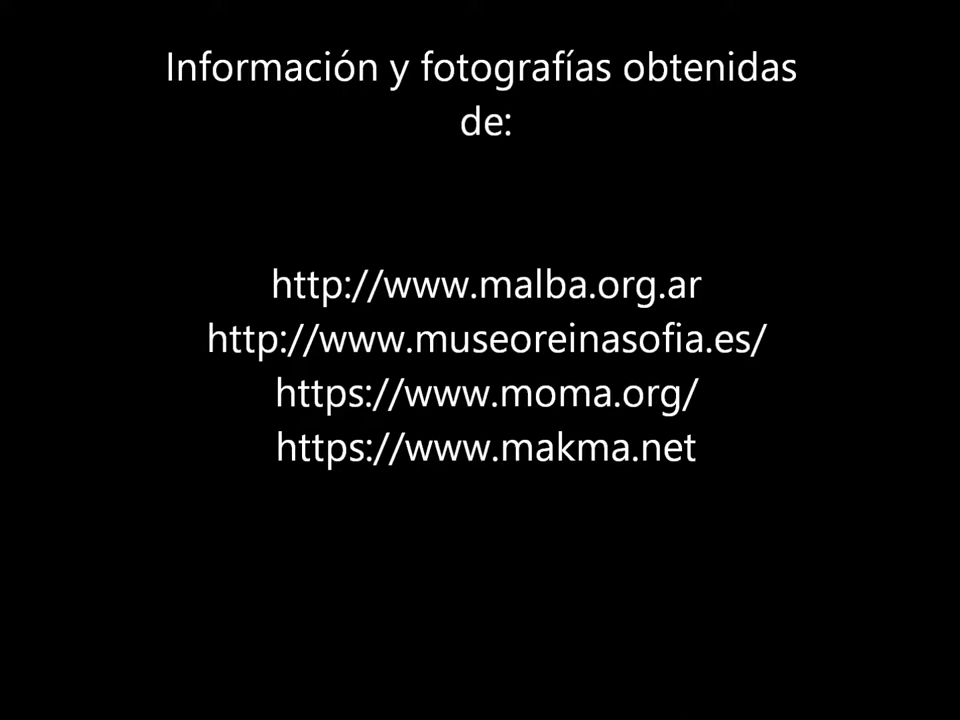 Información y fotografías obtenidas
de:
http://www.malba.org.ar
http://www.museoreinasofia.es/
https://www.moma.org/
https://www.makma.net